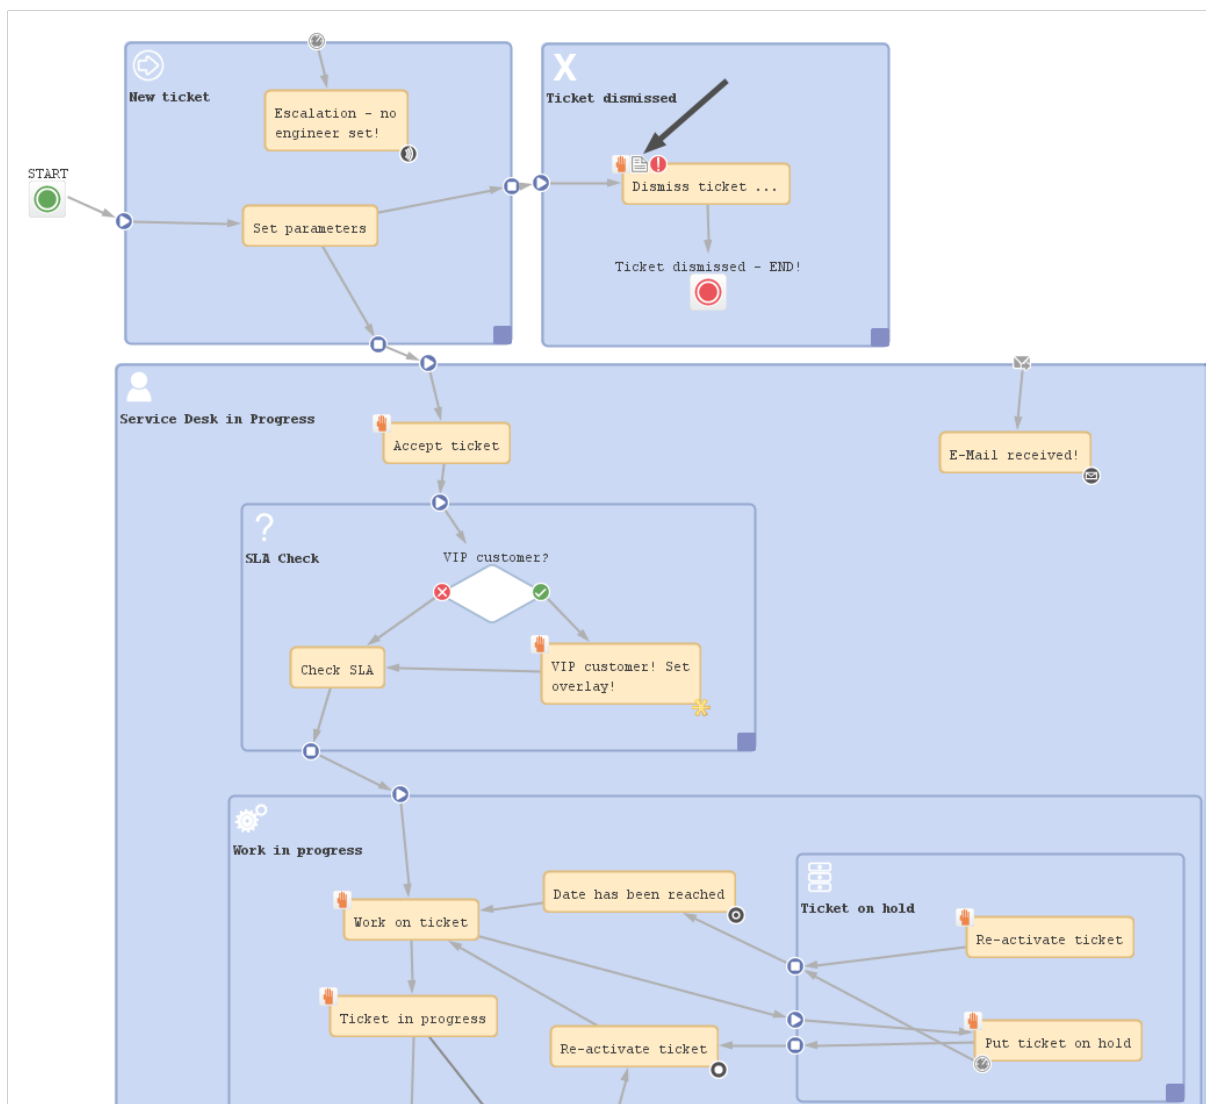 New ticket
Escalation - no
engineer set!
START
Set parameters
X
Ticket dismissed
Dismiss ticket ...
Ticket dismissed - END!
Service Desk in Progress
Accept ticket
E-Mail received!
?
SLA Check
VIP customer?
Check SLA
VIP customer! Set
overlay!
Work in progress
Date has been reached
Work on ticket
Ticket on hold
Re-activate ticket
Ticket in progress
Re-activate ticket
Put ticket on hold